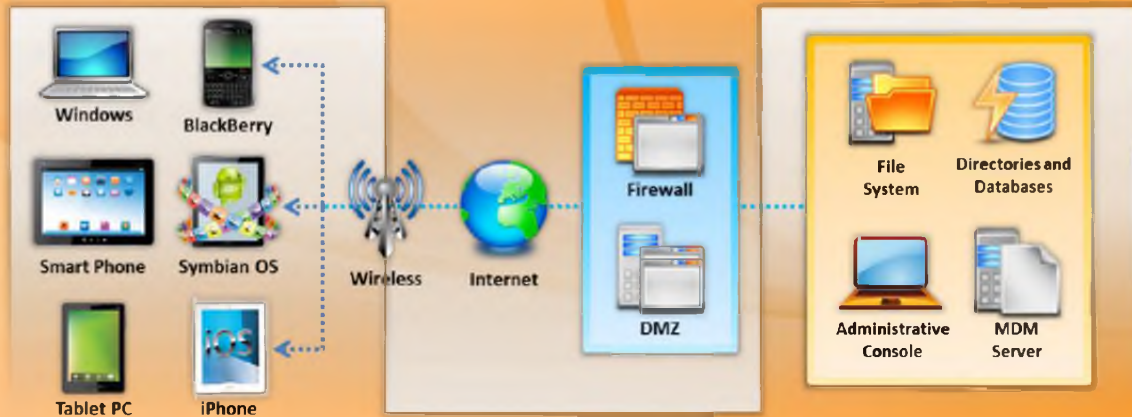 Windows
BlackBerry
Smart Phone
Symbian OS
Tablet PC
iOS
iPhone
Wireless
Internet
Firewall
DMZ
File
System
Directories and
Databases
Administrative
Console
MDM
Server